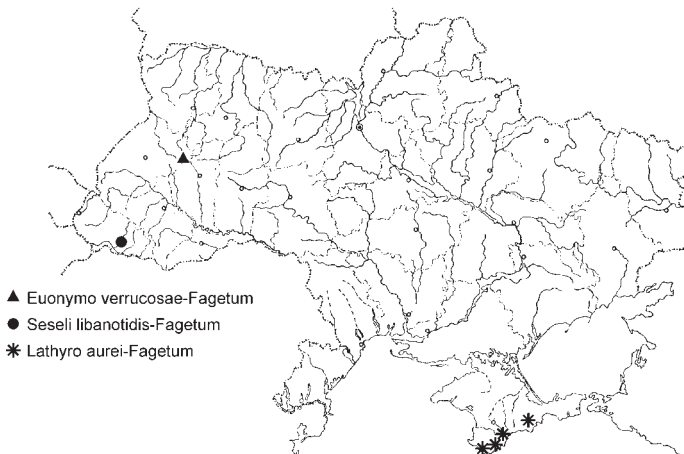 Euonymo verrucosae-Fagetum
Seseli libanotidis-Fagetum
Lathyro aurei-Fagetum